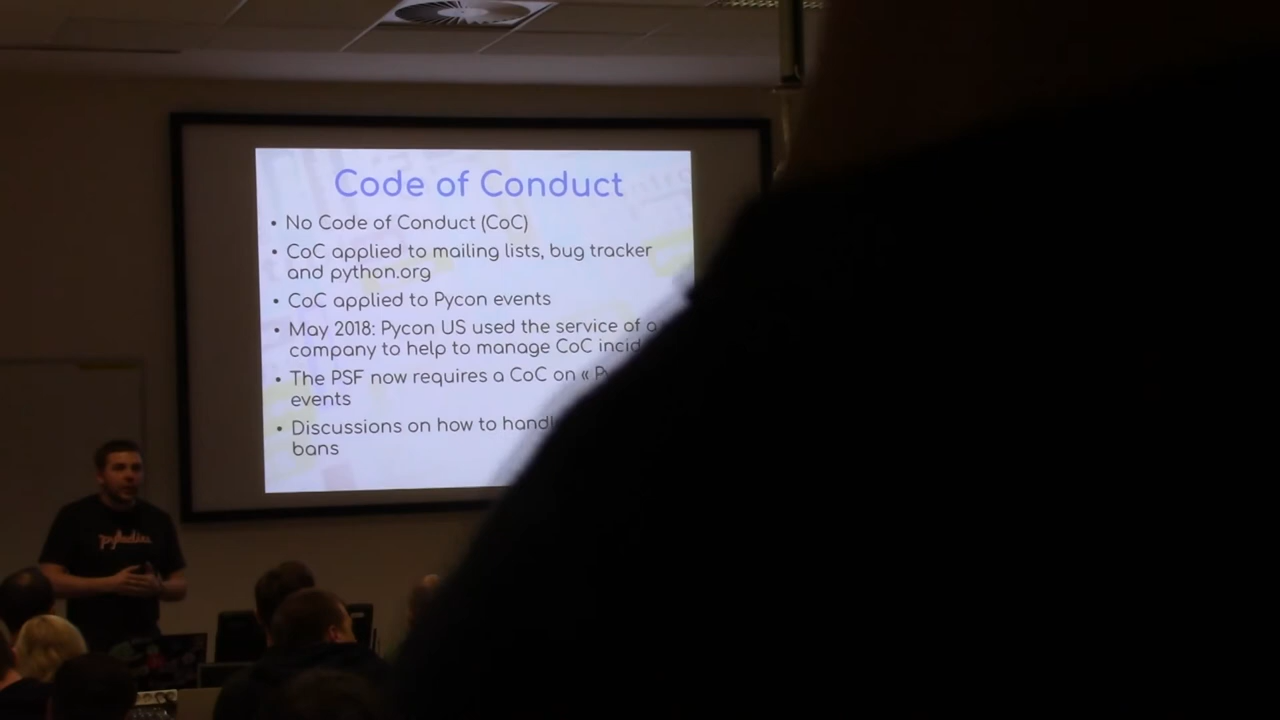 Code of Conduct
• No Code of Conduct (CoC)
• CoC applied to mailing lists, bug tracker
and python.org
• CoC applied to Pycon events
• May 2018: Pycon US used the service of a
company to help to manage CoC
• The PSF now requires a CoC on «
events
• Discussions on how to
bans
pyladies